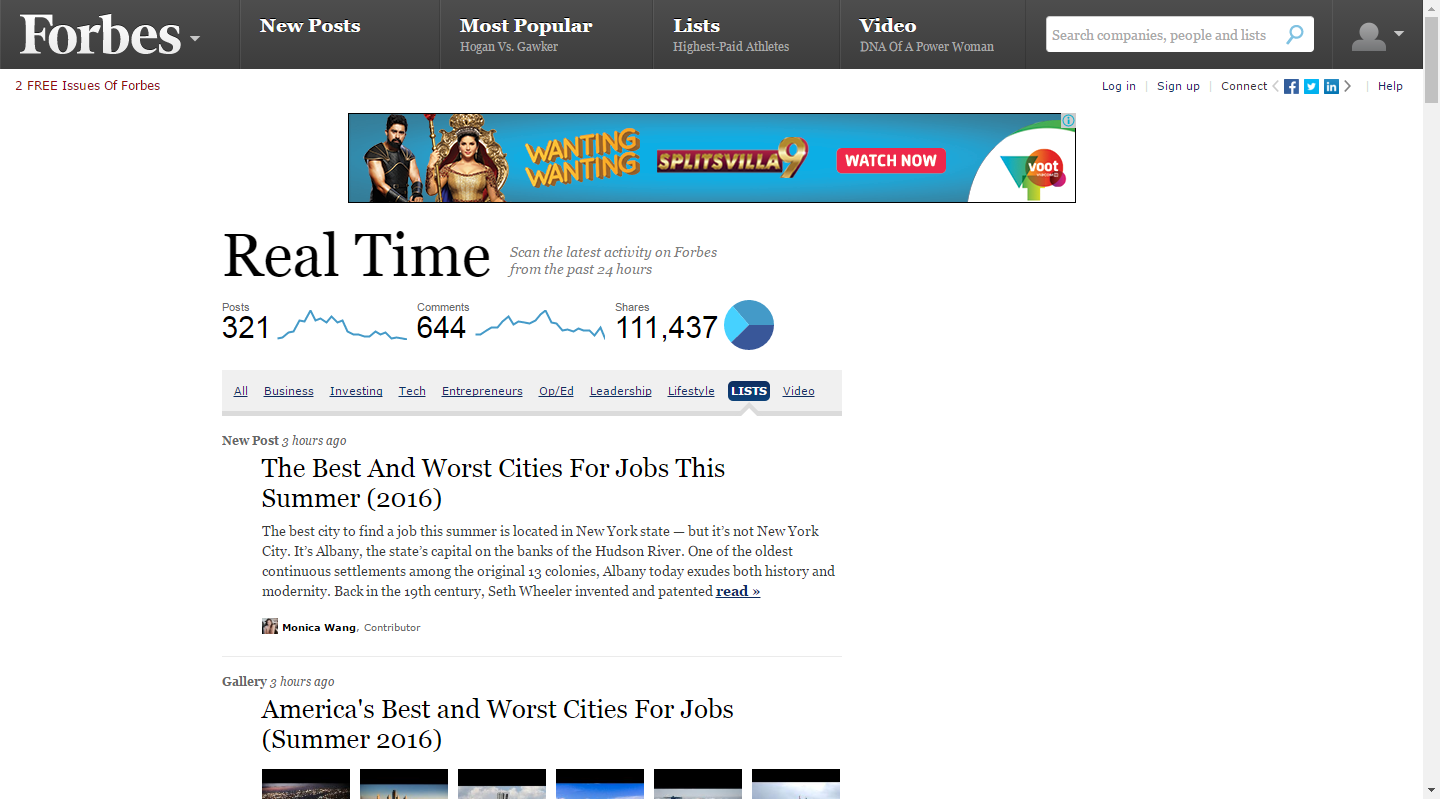 Forbes
New Posts
Most Popular
Hogan Vs. Gawker
Lists
Highest-Paid Athletes
Video
DNA Of A Power Woman
Search companies, people and lists
2 FREE Issues Of Forbes
Log in
Sign up
Connect
Help
WANTING WANTING
SPLITSVILLA 9
WATCH NOW
voot
Real Time
Scan the latest activity on Forbes
from the past 24 hours
Posts
321
Comments
644
Shares
111,437
All Business Investing Tech Entrepreneurs Op/Ed Leadership Lifestyle LISTS Video
New Post 3 hours ago
The Best And Worst Cities For Jobs This
Summer (2016)
The best city to find a job this summer is located in New York state — but it’s not New York
City. It’s Albany, the state’s capital on the banks of the Hudson River. One of the oldest
continuous settlements among the original 13 colonies, Albany today exudes both history and
modernity. Back in the 19th century, Seth Wheeler invented and patented read »
Monica Wang, Contributor
Gallery 3 hours ago
America's Best and Worst Cities For Jobs
(Summer 2016)